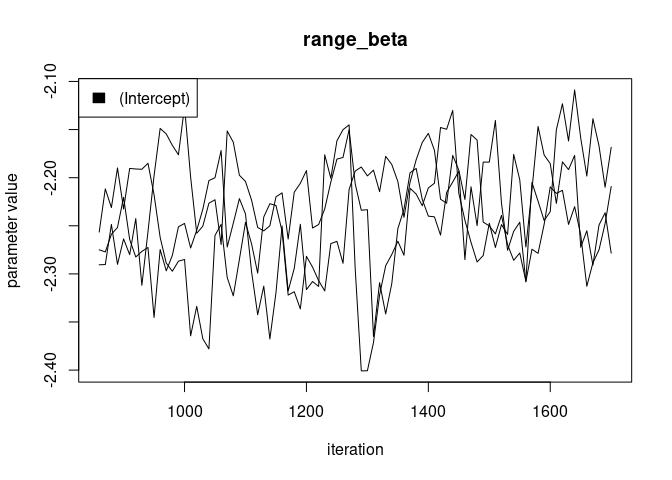 range_beta
(Intercept)
parameter value
-2.10
-2.20
-2.30
-2.40
1000 1200 1400 1600
iteration